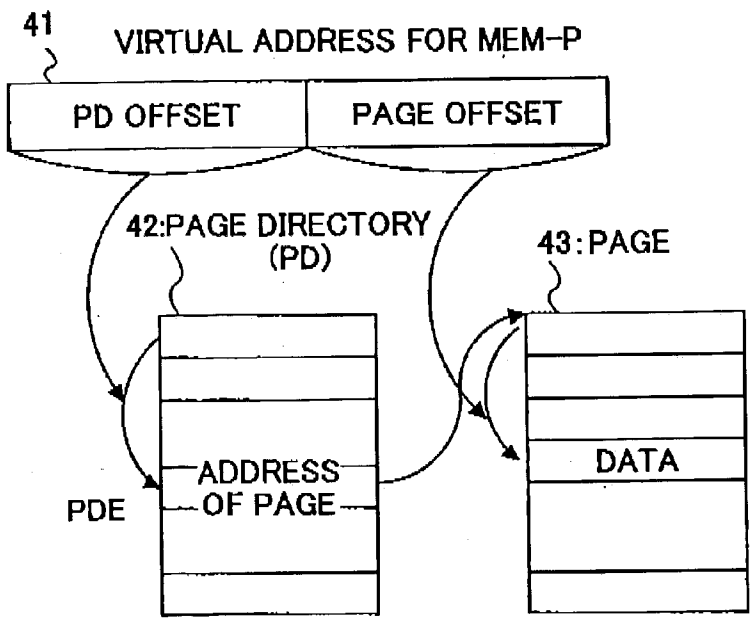 41
VIRTUAL ADDRESS FOR MEM-P
PD OFFSET
PAGE OFFSET
42:PAGE DIRECTORY
(PD)
43:PAGE
ADDRESS
OF PAGE
PDE
DATA